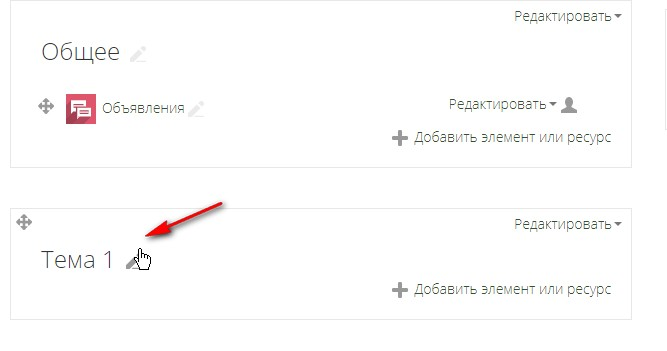 Редактировать
Общее
Объявления Редактировать
Добавить элемент или ресурс
Редактировать
Тема 1
Добавить элемент или ресурс